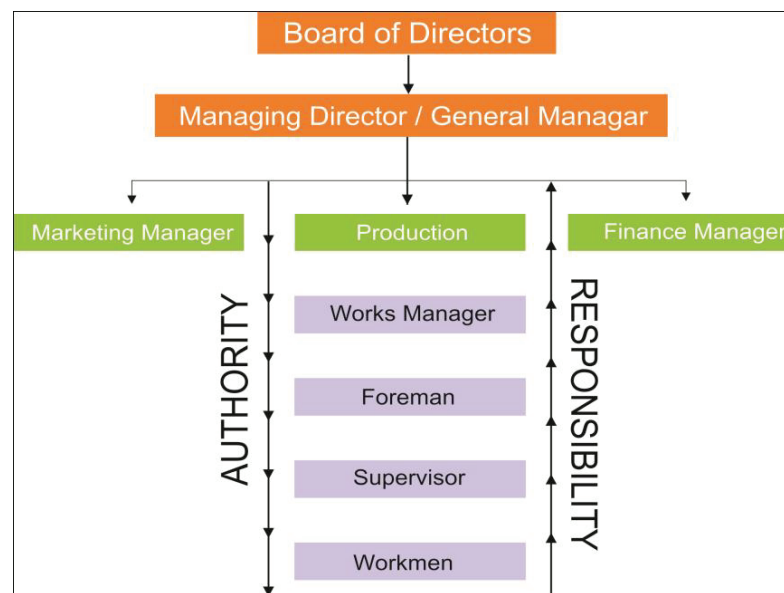 Board of Directors
Managing Director / General Managar
Marketing Manager
Production
Finance Manager
AUTHORITY
RESPONSIBILITY
Works Manager
Foreman
Supervisor
Workmen